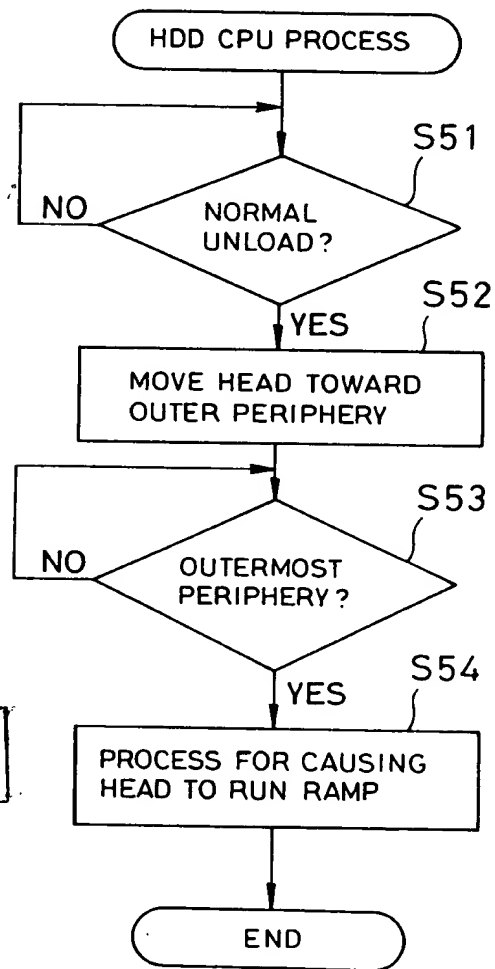 HDD CPU PROCESS
S51
NO
NORMAL
UNLOAD?
YES
S52
MOVE HEAD TOWARD
OUTER PERIPHERY
S53
NO
OUTERMOST
PERIPHERY?
YES
S54
PROCESS FOR CAUSING
HEAD TO RUN RAMP
END